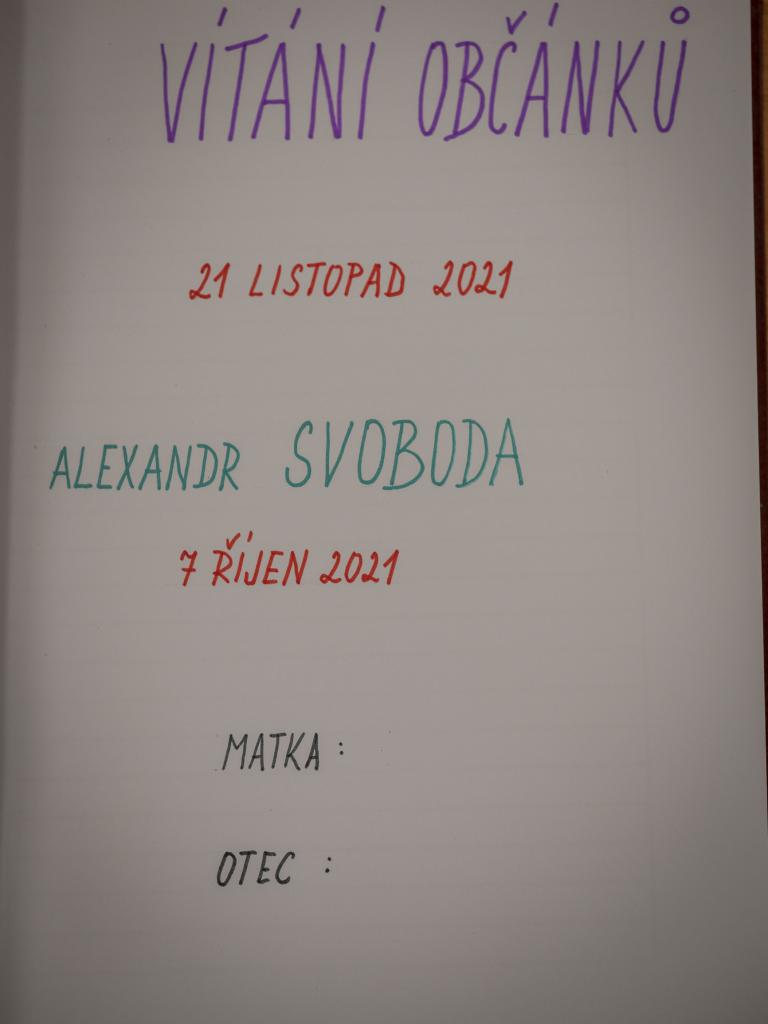 VÍTÁNÍ OBČÁNKŮ
21 LISTOPAD 2021
ALEXANDR SVOBODA
7 ŘÍJEN 2021
MATKA :
OTEC :